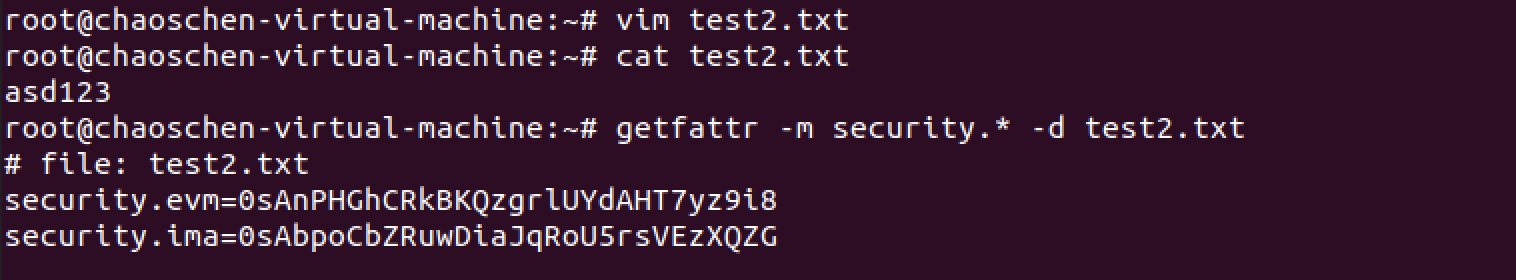 root@chaoschen-virtual-machine:~# vim test2.txt
root@chaoschen-virtual-machine:~# cat test2.txt
asd123
root@chaoschen-virtual-machine:~# getfattr -m security.* -d test2.txt
# file: test2.txt
security.evm=0sAnPHGhCRkBKQzgrlUYdAHT7yz9i8
security.ima=0sAbpoCbZRuwDiaJqRoU5rsVEzXQZG